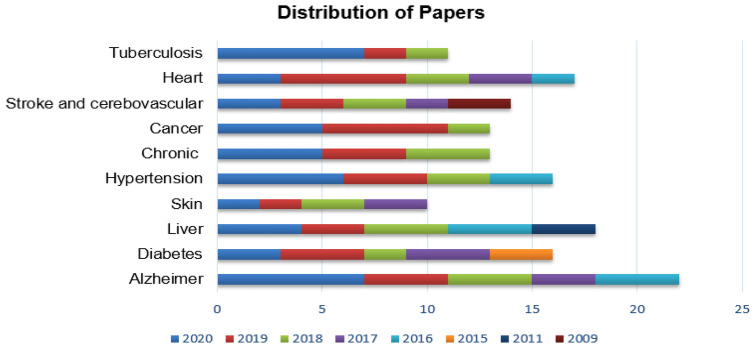 Distribution of Papers
Tuberculosis
Heart
Stroke and cerebovascular
Cancer
Chronic
Hypertension
Skin
Liver
Diabetes
Alzheimer
0 5 10 15 20 25
2020 2019 2018 2017 2016 2015 2011 2009